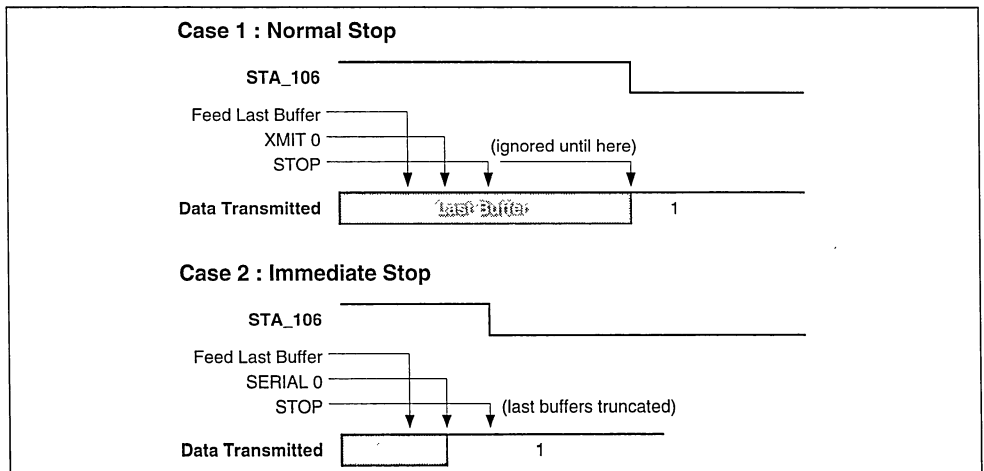 Case 1 : Normal Stop
STA_106
Feed Last Buffer
XMIT 0
(ignored until here)
STOP
Data Transmitted
Last Buffer
1
Case 2 : Immediate Stop
STA_106
Feed Last Buffer
SERIAL 0
STOP
(last buffers truncated)
Data Transmitted
1